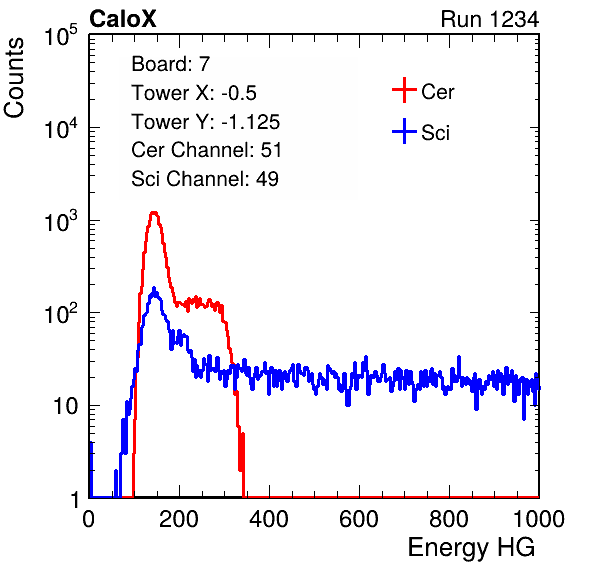 CaloX Run 1234
Counts
Board: 7
Tower X: -0.5
Tower Y: -1.125
Cer Channel: 51
Sci Channel: 49
Cer
Sci
10^5
10^4
10^3
10^2
10
1
0 200 400 600 800 1000
Energy HG